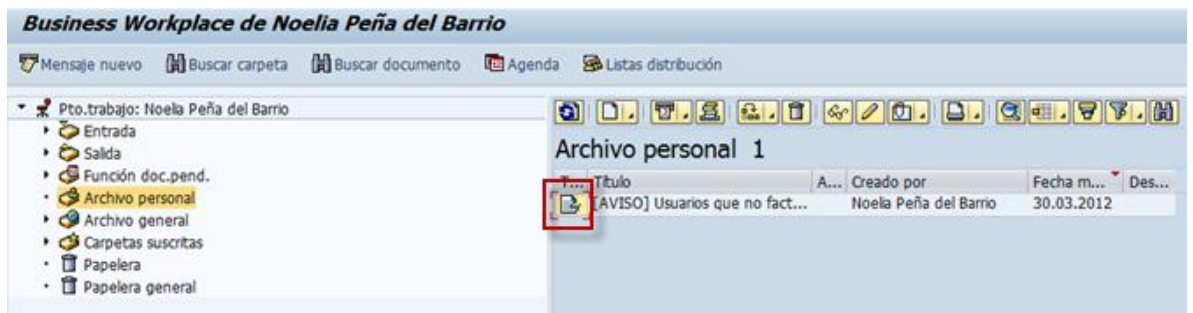 Business Workplace de Noelia Peña del Barrio
Mensaje nuevo Buscar carpeta Buscar documento Agenda Listas distribución
Pto.trabajo: Noelia Peña del Barrio
Entrada
Salida
Función doc.pend.
Archivo personal
Archivo general
Carpetas suscritas
Papelera
Papelera general
Archivo personal 1
T... Título A... Creado por Fecha m... Des...
[AVISO] Usuarios que no fact... Noelia Peña del Barrio 30.03.2012